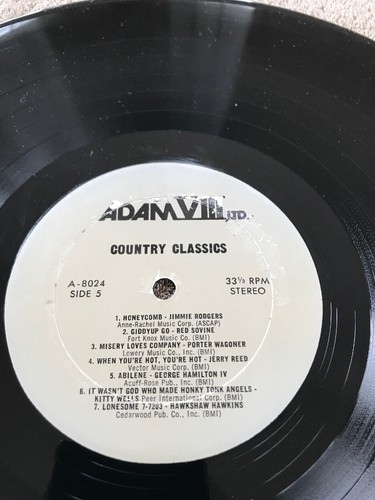 ADAM VIII LTD.
COUNTRY CLASSICS
A-8024 33⅓ RPM
SIDE 5 STEREO
1. HONEYCOMB - JIMMIE RODGERS
Anne-Rachel Music Corp. (ASCAP)
2. GIDDYUP GO - RED SOVINE
Fort Knox Music Co. (BMI)
3. MISERY LOVES COMPANY - PORTER WAGONER
Lowery Music Co., Inc. (BMI)
4. WHEN YOU'RE HOT, YOU'RE HOT - JERRY REED
Vector Music Corp. (BMI)
5. ABILENE - GEORGE HAMILTON IV
Acuff-Rose Pub., Inc. (BMI)
6. IT WASN'T GOD WHO MADE HONKY TONK ANGELS -
KITTY WELLS Peer International Corp. (BMI)
7. LONESOME 7-7203 - HAWKSHAW HAWKINS
Cedarwood Pub. Co., Inc. (BMI)